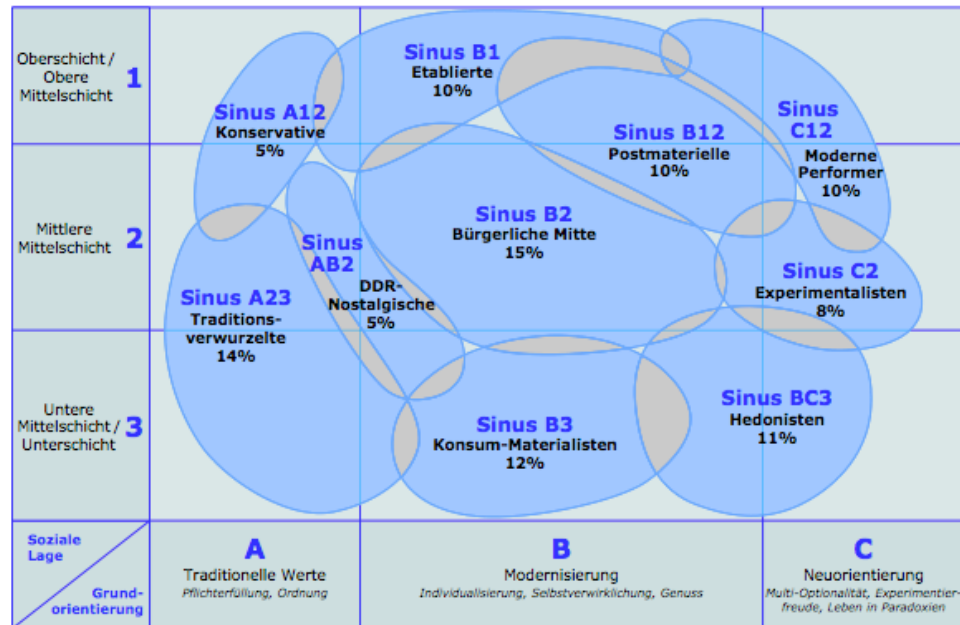 Oberschicht /
Obere
Mittelschicht
1
Sinus B1
Etablierte
10%
Sinus A12
Konservative
5%
Sinus B12
Postmaterielle
10%
Sinus
C12
Moderne
Performer
10%
Mittlere
Mittelschicht
2
Sinus B2
Bürgerliche Mitte
15%
Sinus
AB2
DDR-
Nostalgische
5%
Sinus A23
Traditions-
verwurzelte
14%
Sinus C2
Experimentalisten
8%
Untere
Mittelschicht /
Unterschicht
3
Sinus B3
Konsum-Materialisten
12%
Sinus BC3
Hedonisten
11%
Soziale
Lage
Grund-
orientierung
A
Traditionelle Werte
Pflichterfüllung, Ordnung
B
Modernisierung
Individualisierung, Selbstverwirklichung, Genuss
C
Neuorientierung
Multi-Optionalität, Experimentier-
freude, Leben in Paradoxien